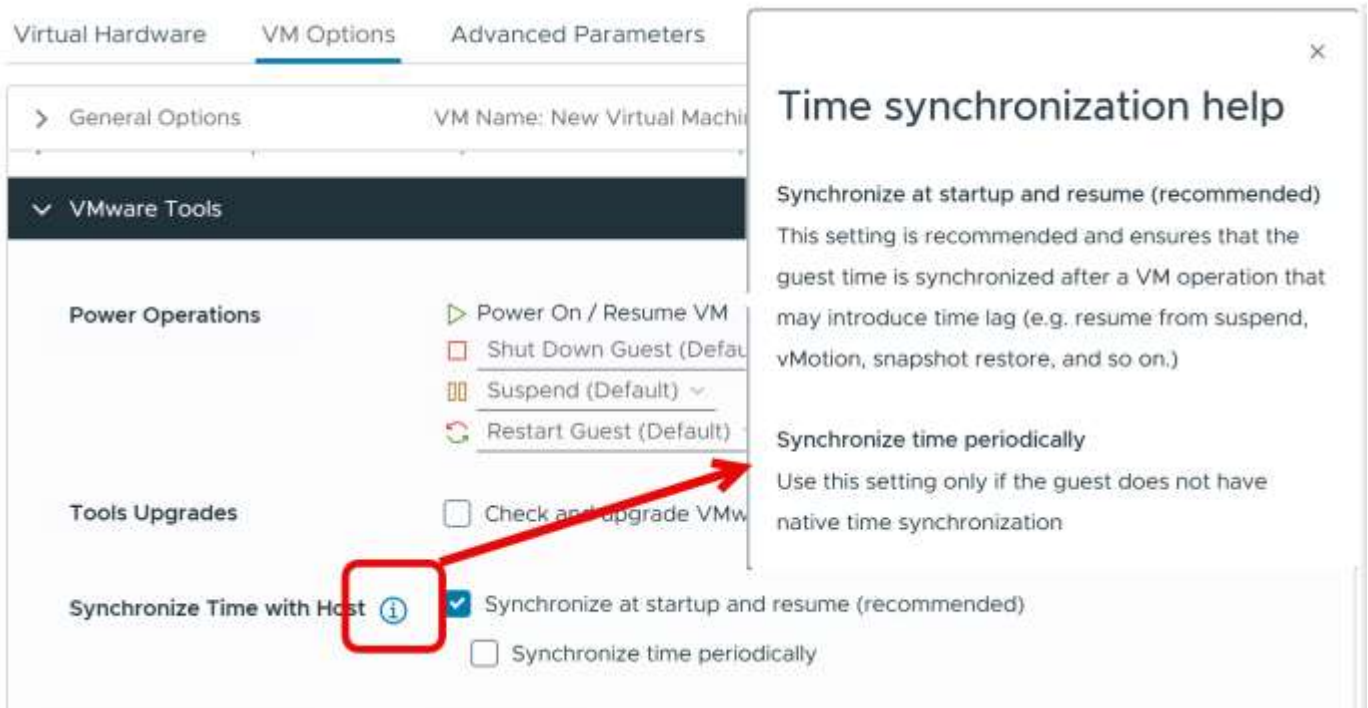 Virtual Hardware VM Options Advanced Parameters
General Options VM Name: New Virtual
VMware Tools
Power Operations Power On / Resume VM
Shut Down Guest
Suspend (Default)
Restart Guest (Default)
Tools Upgrades Check and upgrade
Synchronize Time with Host Synchronize at startup and resume (recommended)
Synchronize time periodically
Time synchronization help
Synchronize at startup and resume (recommended)
This setting is recommended and ensures that the
guest time is synchronized after a VM operation that
may introduce time lag (e.g. resume from suspend,
vMotion, snapshot restore, and so on.)
Synchronize time periodically
Use this setting only if the guest does not have
native time synchronization